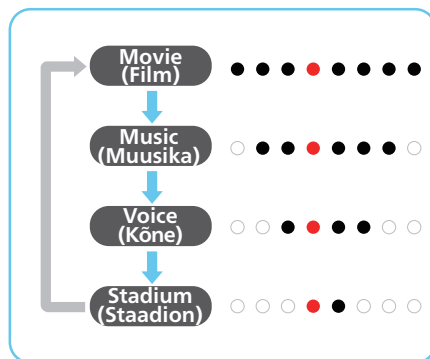 Movie
(Film)
Music
(Muusika)
Voice
(Kõne)
Stadium
(Staadion)